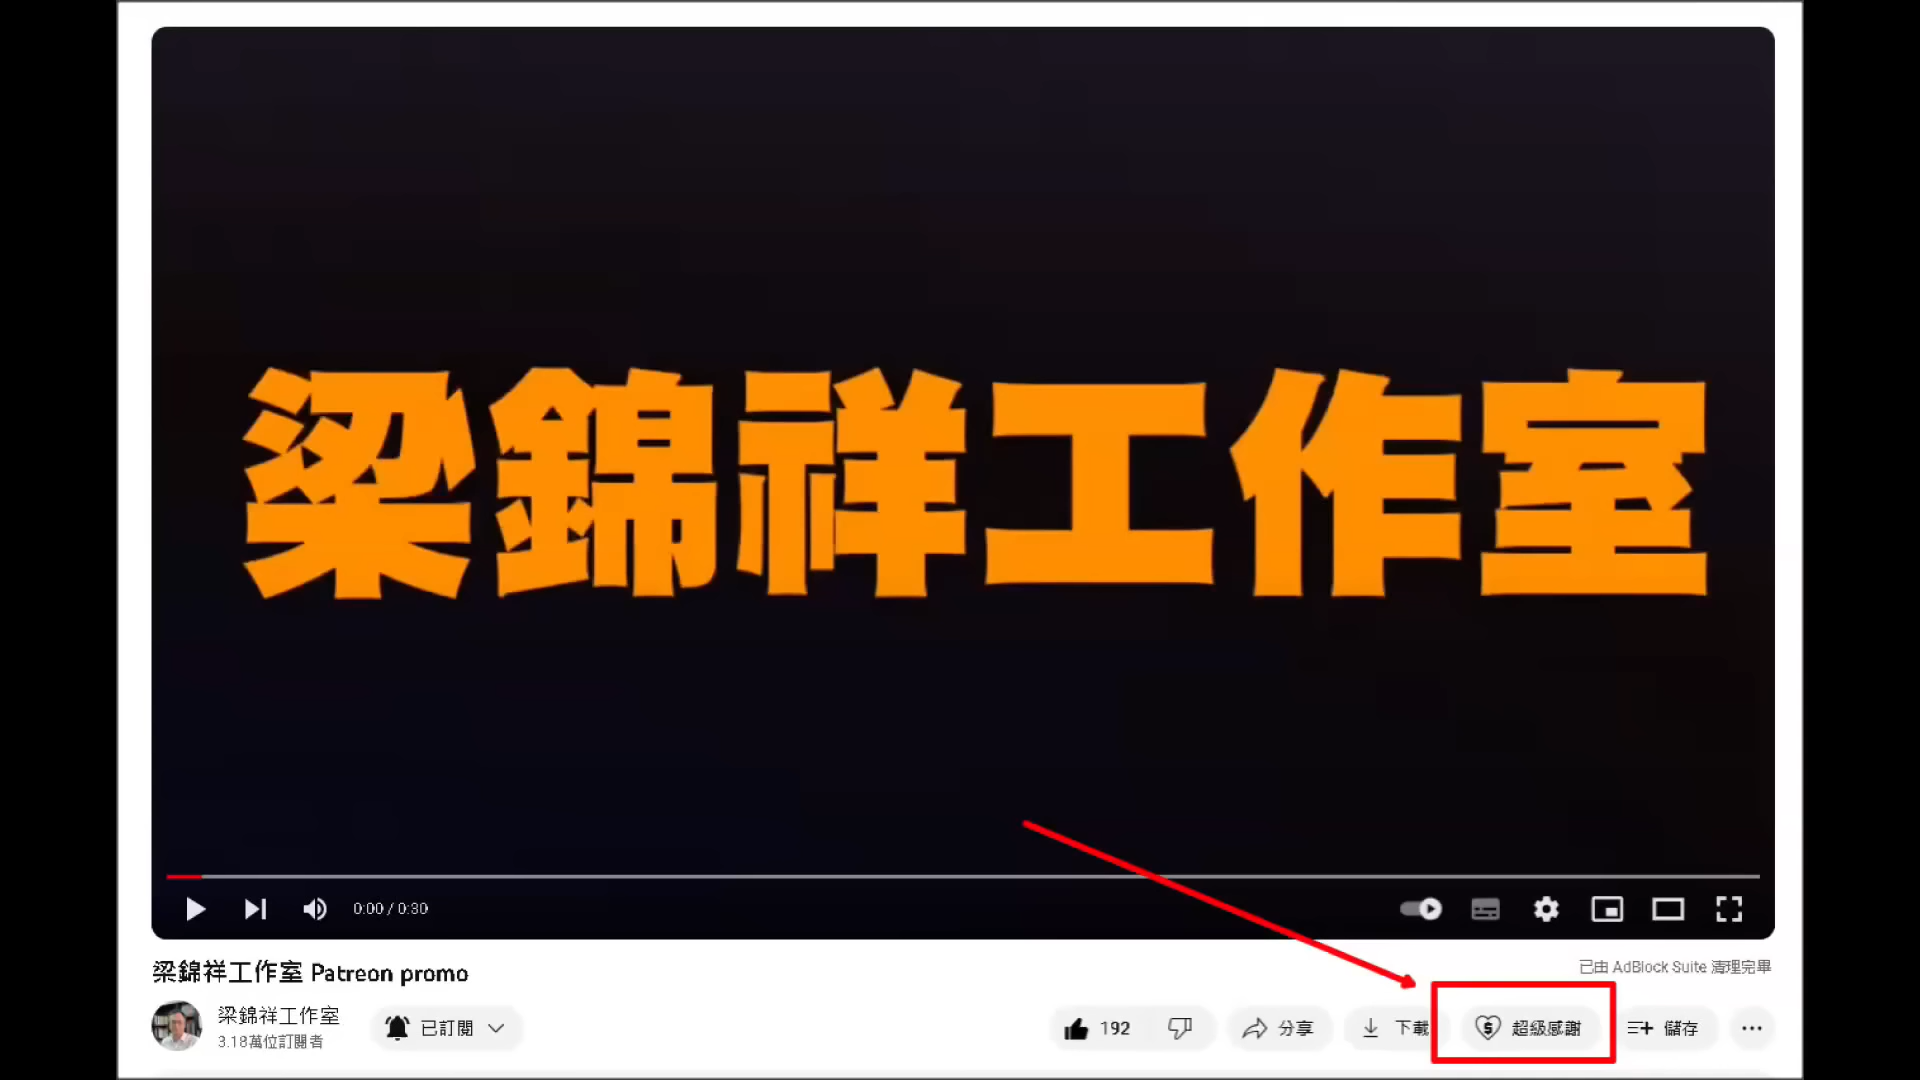 梁錦祥工作室
0:00 / 0:30
梁錦祥工作室 Patreon promo
已由 AdBlock Suite 清理完畢
梁錦祥工作室
3.18萬位訂閱者
已訂閱
192
分享
下載
超級感謝
儲存